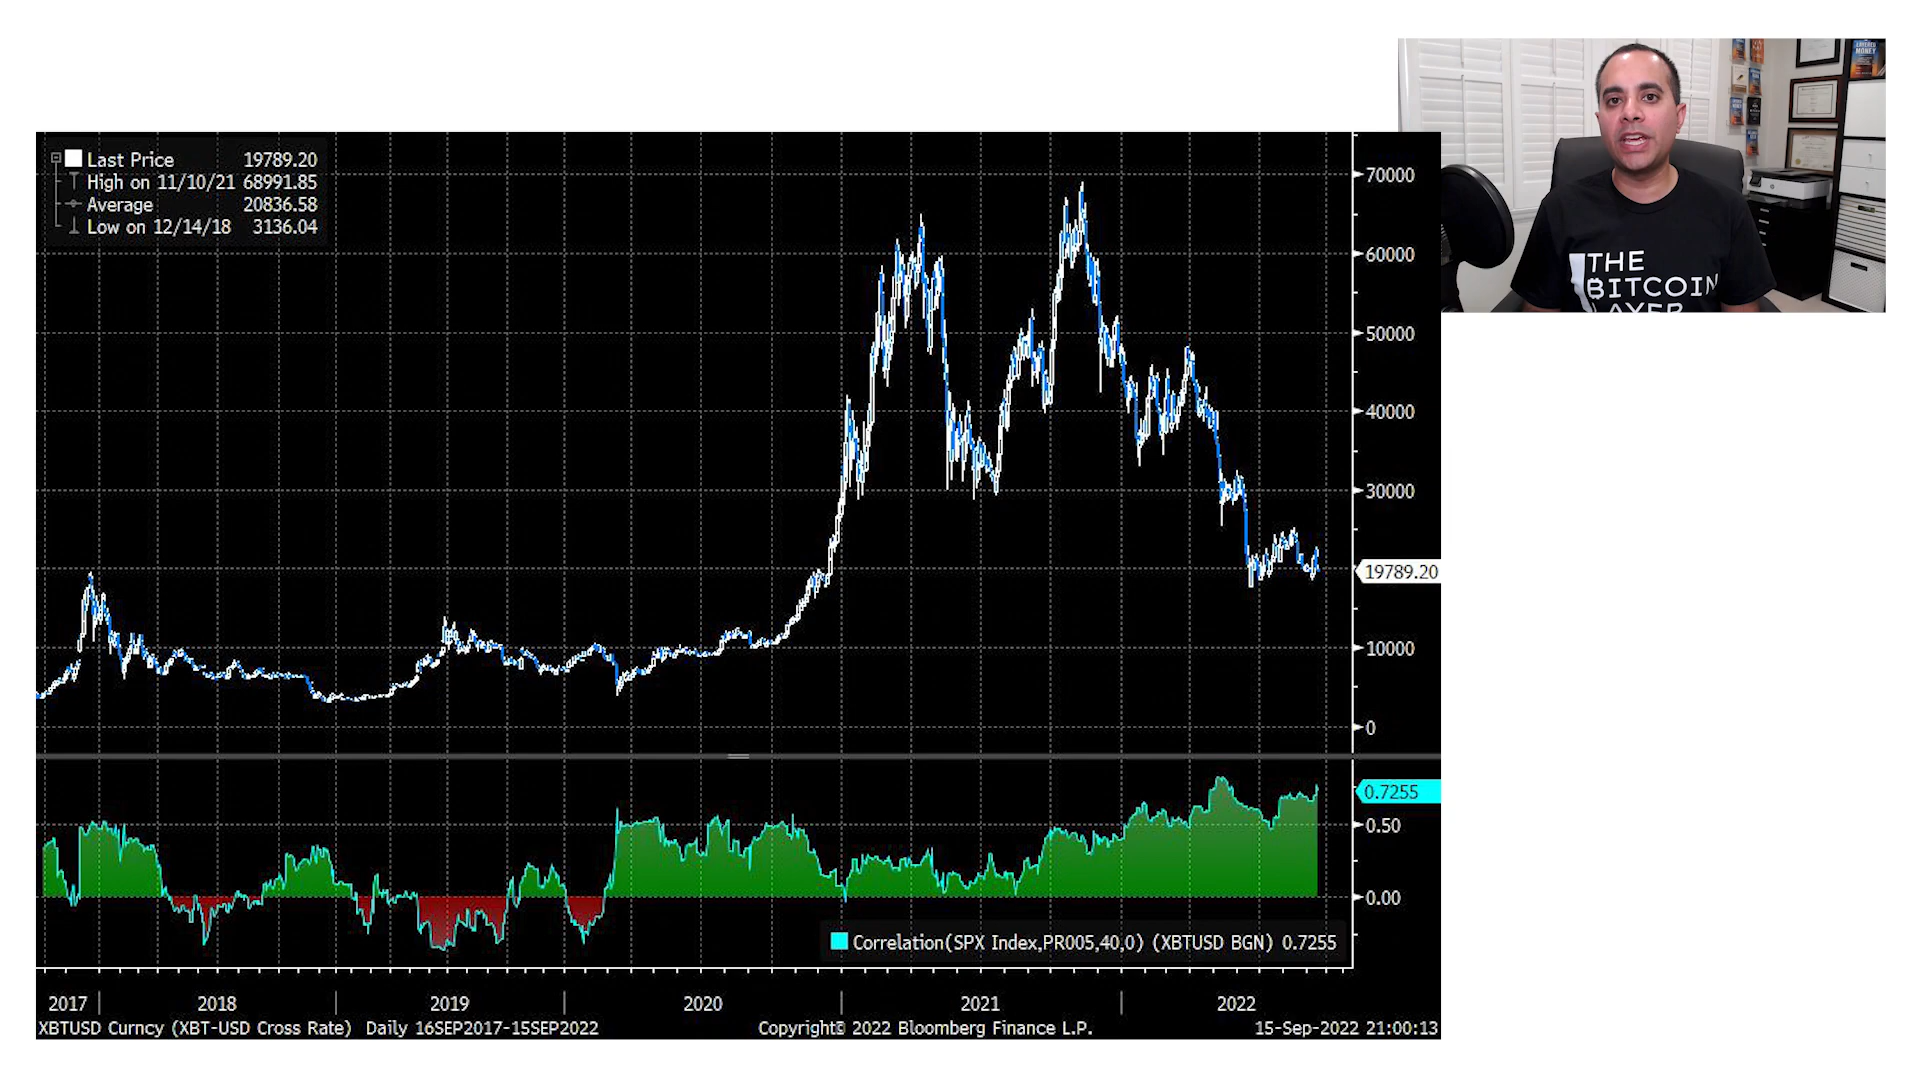 Last Price 19789.20
High on 11/10/21 68991.85
Average 20836.58
Low on 12/14/18 3136.04
70000
60000
50000
40000
30000
19789.20
10000
0
0.7255
0.50
0.00
Correlation(SPX Index,PR005,40,0) (XBTUSD BGN) 0.7255
2017 2018 2019 2020 2021 2022
XBTUSD Curncy (XBT-USD Cross Rate) Daily 16SEP2017-15SEP2022
Copyright© 2022 Bloomberg Finance L.P.
15-Sep-2022 21:00:13
THE
BITCOIN
LAYER
LAYERED
MONEY